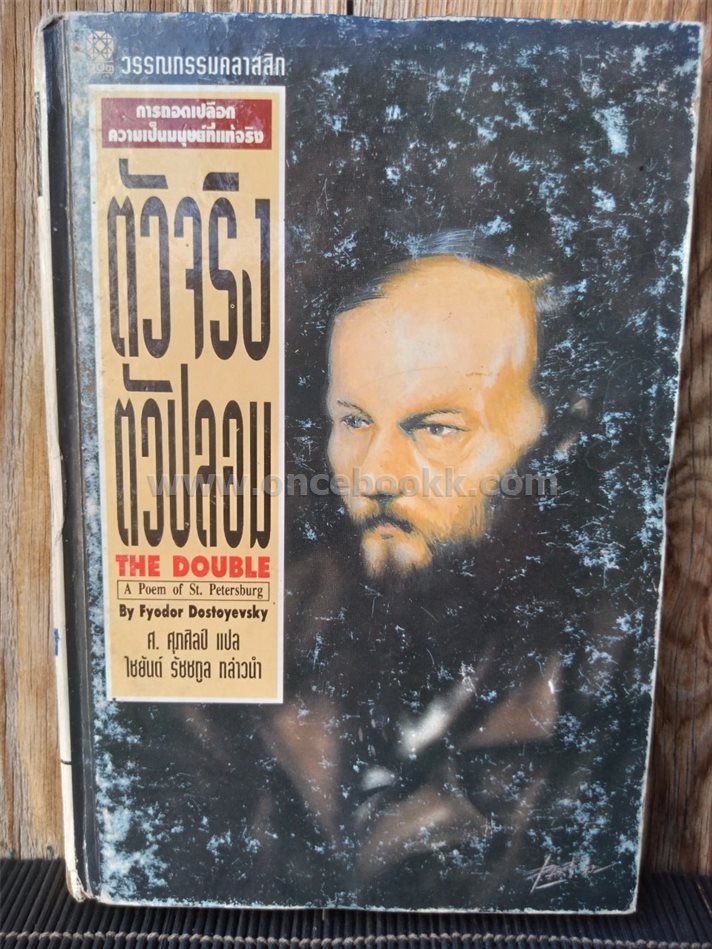 วรรณกรรมคลาสสิก
การถอดเปลือก
ความเป็นมนุษย์ที่แท้จริง
ตัวจริง
ตัวปลอม
www.oncebookk.com
THE DOUBLE
A Poem of St. Petersburg
By Fyodor Dostoyevsky
ศ. ศุภศิลป์ แปล
ไชยันต์ รัชชกูล กล่าวนำ